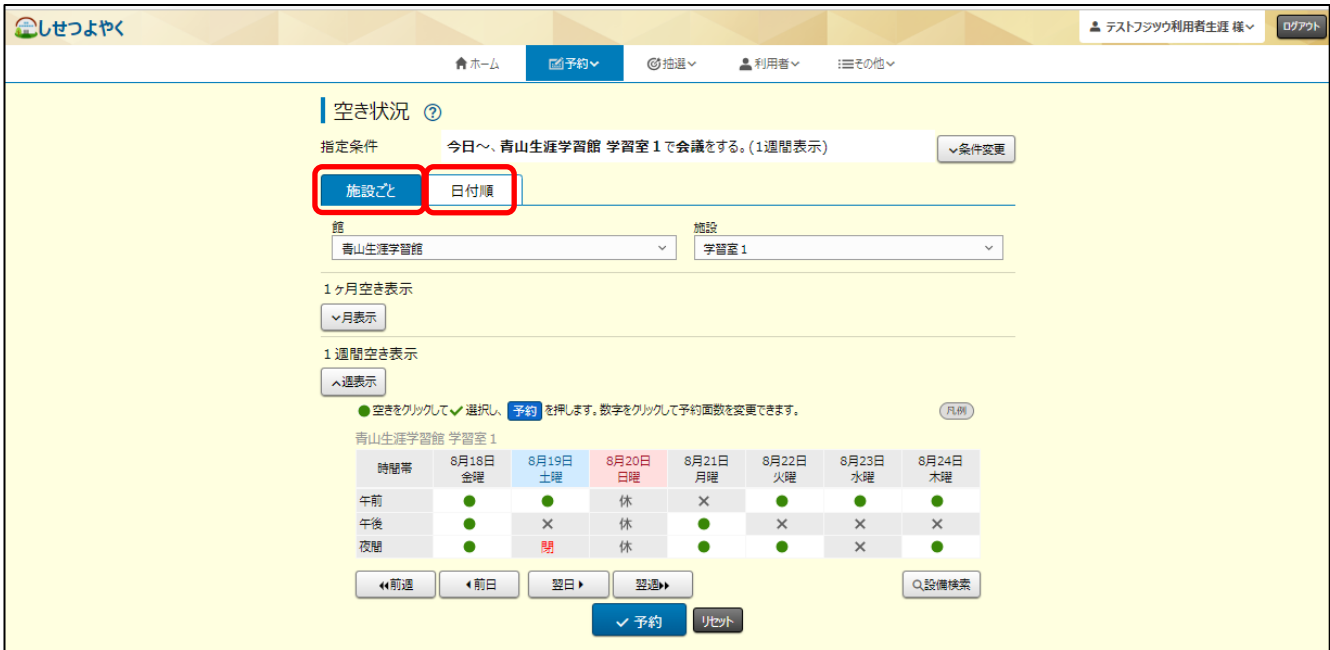 しせつよやく
テストフジツウ利用者生涯 様
ログアウト
ホーム 予約 抽選 利用者 その他
空き状況 ?
指定条件 今日～、青山生涯学習館 学習室1で会議をする。(1週間表示) 条件変更
施設ごと 日付順
館 施設
青山生涯学習館 学習室1
1ヶ月空き表示
月表示
1週間空き表示
週表示
●空きをクリックして✔選択し、予約を押します。数字をクリックして予約面数を変更できます。 凡例
青山生涯学習館 学習室1
時間帯 8月18日 8月19日 8月20日 8月21日 8月22日 8月23日 8月24日
金曜 土曜 日曜 月曜 火曜 水曜 木曜
午前 ● ● 休 × ● ● ●
午後 ● × 休 ● × × ×
夜間 ● 閉 休 ● ● × ●
前週 前日 翌日 翌週 設備検索
✔予約 リセット